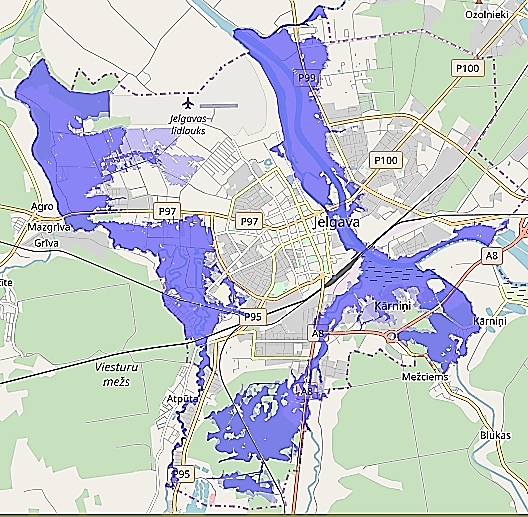 Ozolnieki
P100
P99
Jelgavas
lidlauks
P100
Agro
P97
P97
Mazgrīva
Grīva
Jelgava
A8
Kārniņi
P95
Kārniņi
A8
Viesturu
mežs
Mežciems
A8
Atpūta
Blukas
P95